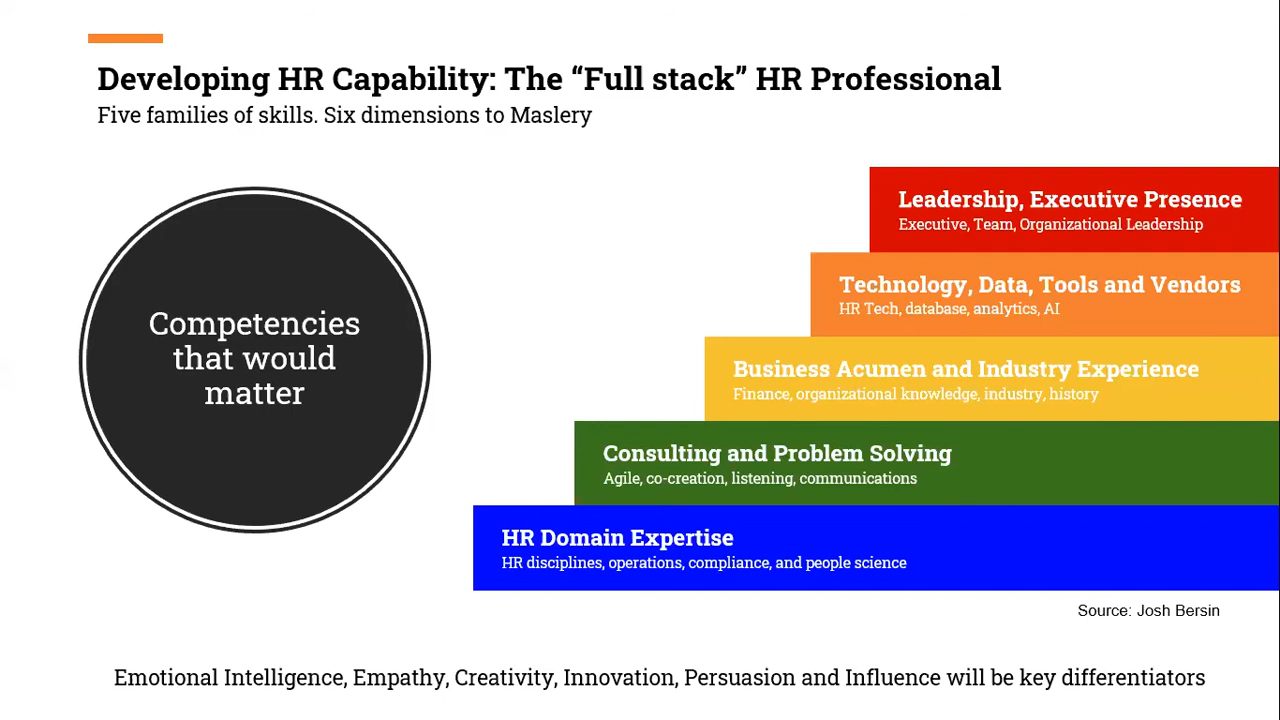 Developing HR Capability: The “Full stack” HR Professional
Five families of skills. Six dimensions to Maslery
Competencies
that would
matter
Leadership, Executive Presence
Executive, Team, Organizational Leadership
Technology, Data, Tools and Vendors
HR Tech, database, analytics, AI
Business Acumen and Industry Experience
Finance, organizational knowledge, industry, history
Consulting and Problem Solving
Agile, co-creation, listening, communications
HR Domain Expertise
HR disciplines, operations, compliance, and people science
Source: Josh Bersin
Emotional Intelligence, Empathy, Creativity, Innovation, Persuasion and Influence will be key differentiators